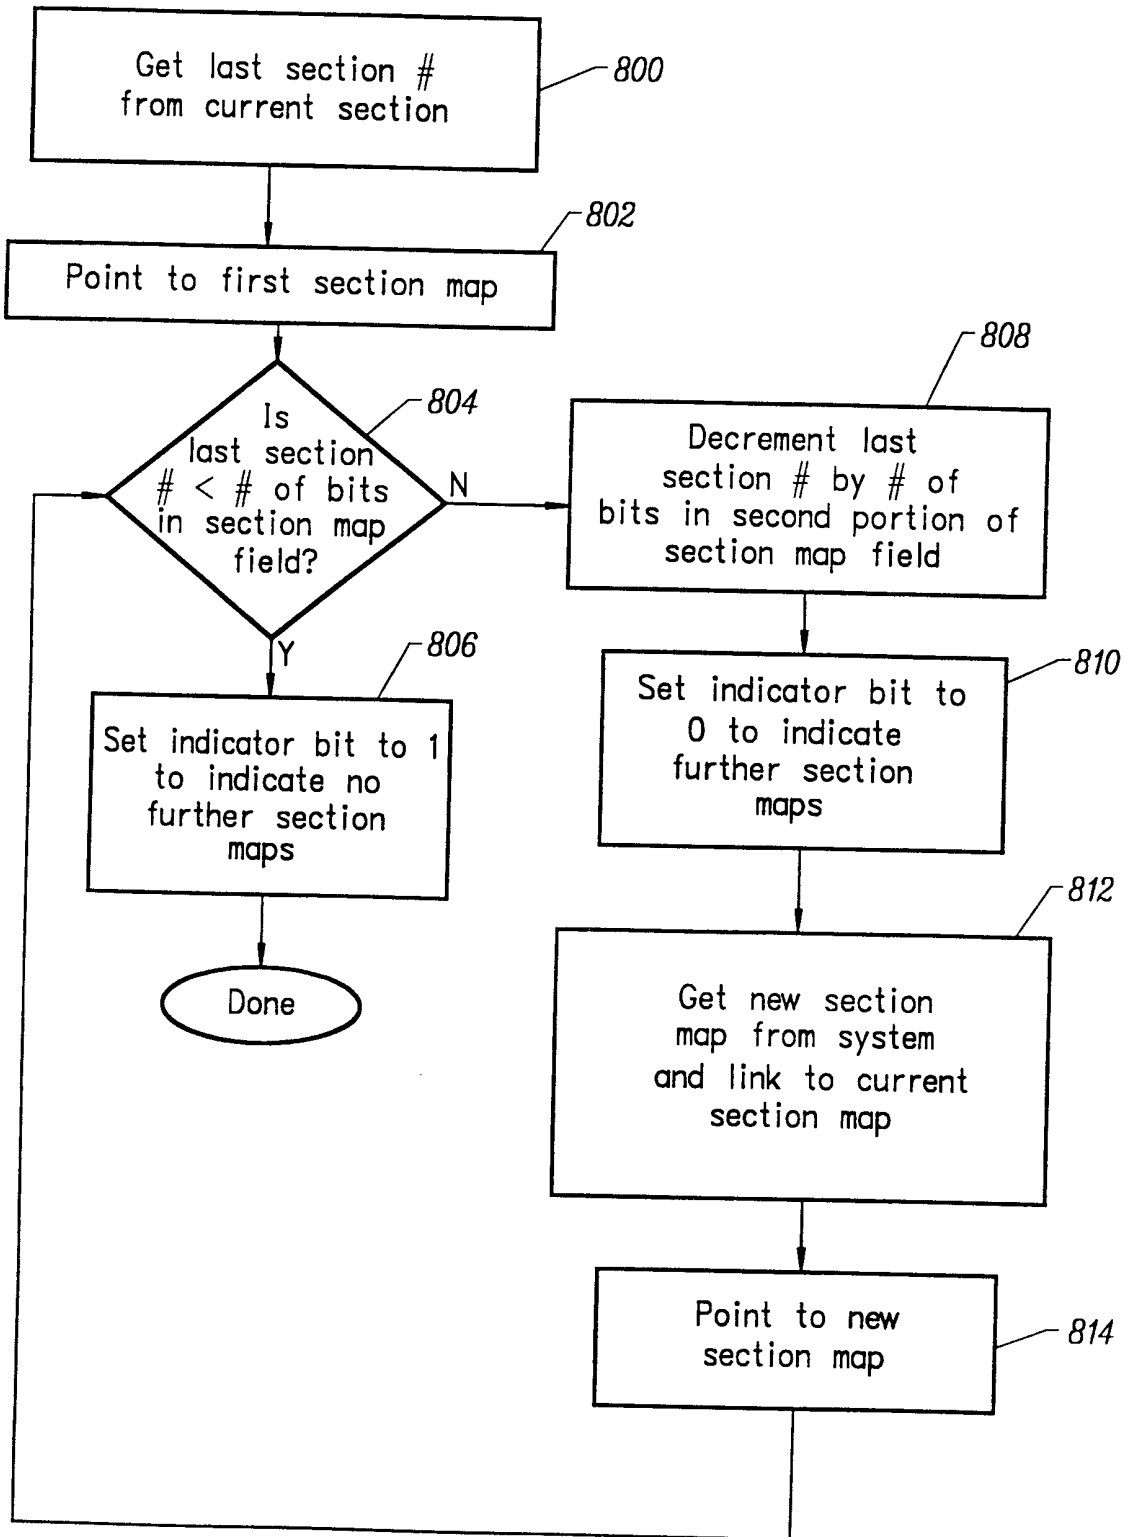 Get last section #
from current section
800
802
Point to first section map
804
Is
last section
# < # of bits
in section map
field?
N
Y
808
Decrement last
section # by # of
bits in second portion of
section map field
806
Set indicator bit to 1
to indicate no
further section
maps
810
Set indicator bit to
0 to indicate
further section
maps
Done
812
Get new section
map from system
and link to current
section map
Point to new
section map
814